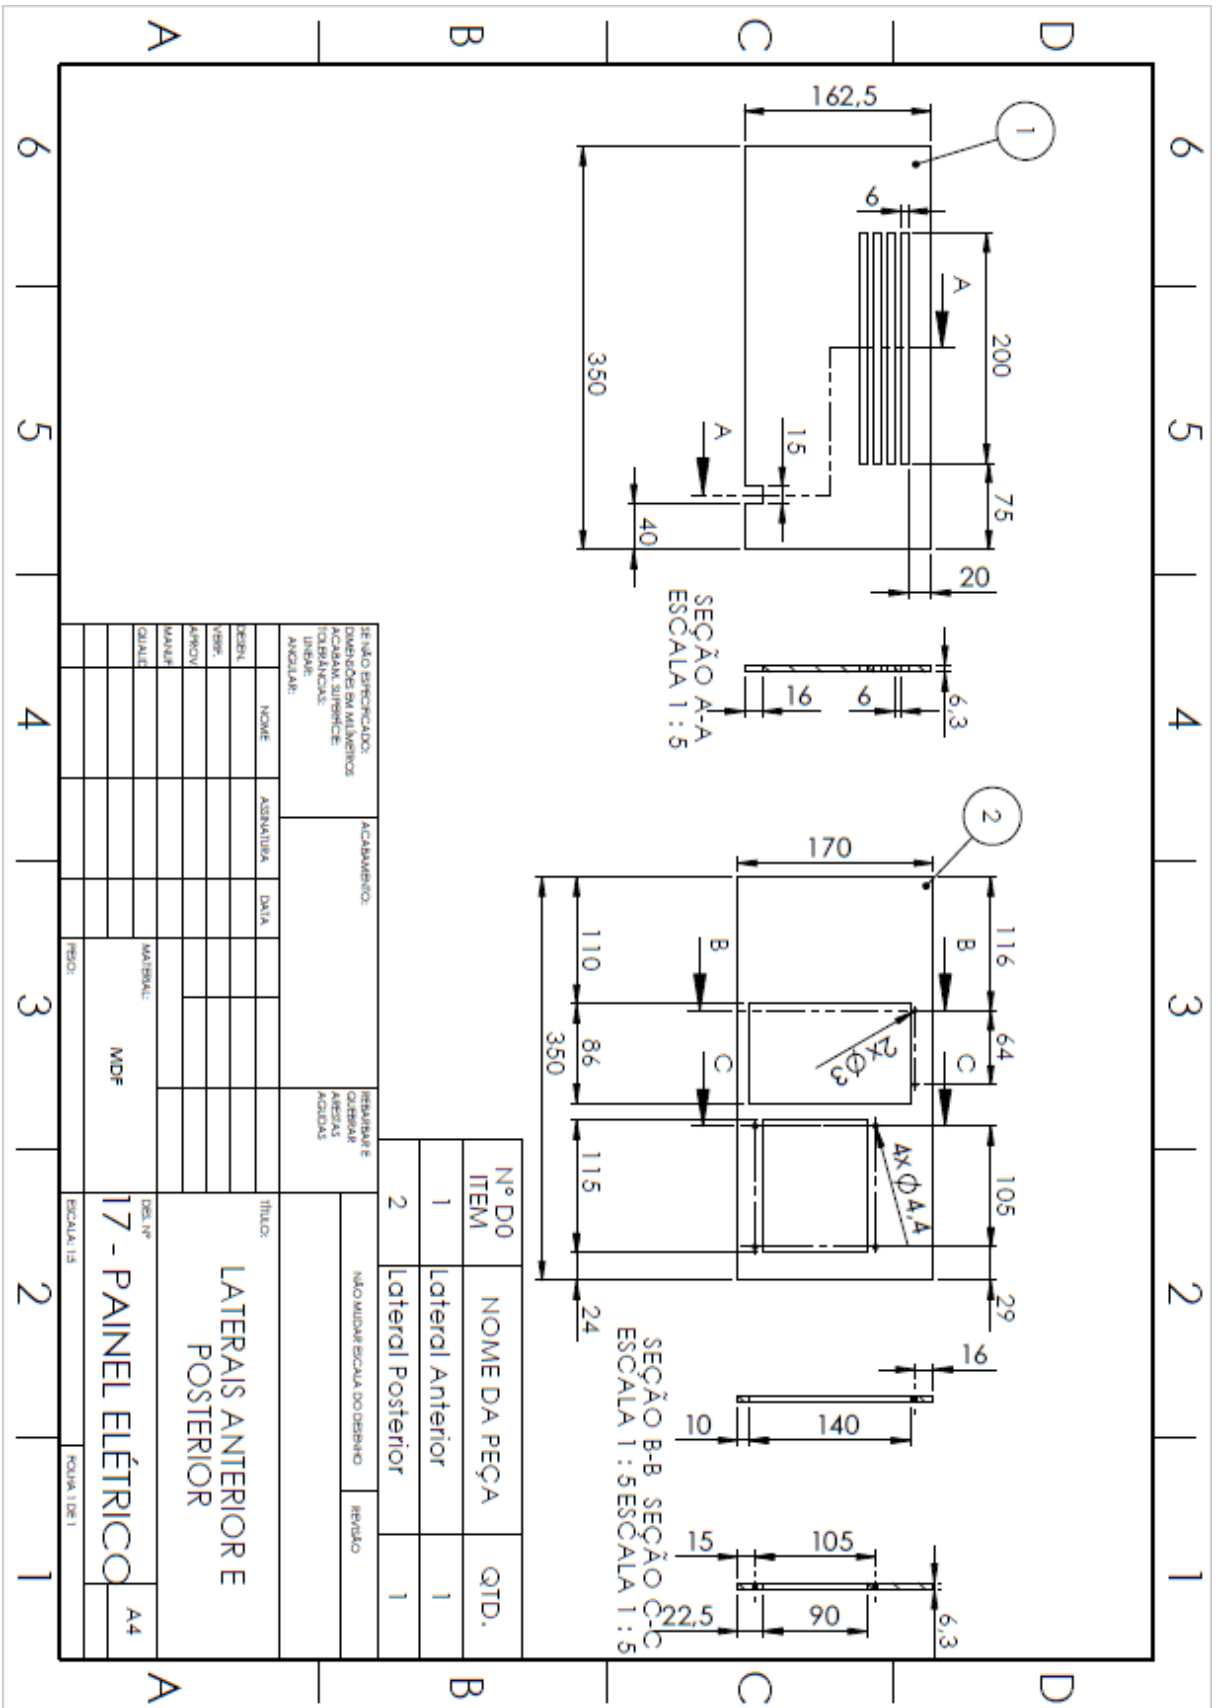 6
5
4
3
2
1
D
C
B
A
D
C
B
A
6
5
4
3
2
1
1
162,5
6
200
75
20
A
A
15
40
350
6,3
16
6
SEÇÃO A-A
ESCALA 1 : 5
2
170
116
64
105
29
B
B
C
C
2x Ø3
4x Ø4,4
110
86
115
24
350
16
10
140
SEÇÃO B-B
ESCALA 1 : 5
15
105
22,5
90
6,3
SEÇÃO C-C
ESCALA 1 : 5
Nº DO ITEM
NOME DA PEÇA
QTD.
1
Lateral Anterior
1
2
Lateral Posterior
1
SE NÃO ESPECIFICADO:
DIMENSÕES EM MILÍMETROS
ACABAM. SUPERFÍCIE:
TOLERÂNCIAS:
LINEAR:
ANGULAR:
ACABAMENTO:
REBARBAR E
QUEBRAR
ARESTAS
AGUDAS
NÃO MUDAR ESCALA DO DESENHO
REVISÃO
NOME
ASSINATURA
DATA
DESEN.
VERIF.
APROV.
MANUF.
QUALID
TÍTULO:
LATERAIS ANTERIOR E
POSTERIOR
MATERIAL:
MDF
DES. Nº
17 - PAINEL ELÉTRICO
A4
PESO:
ESCALA: 1:5
FOLHA 1 DE 1